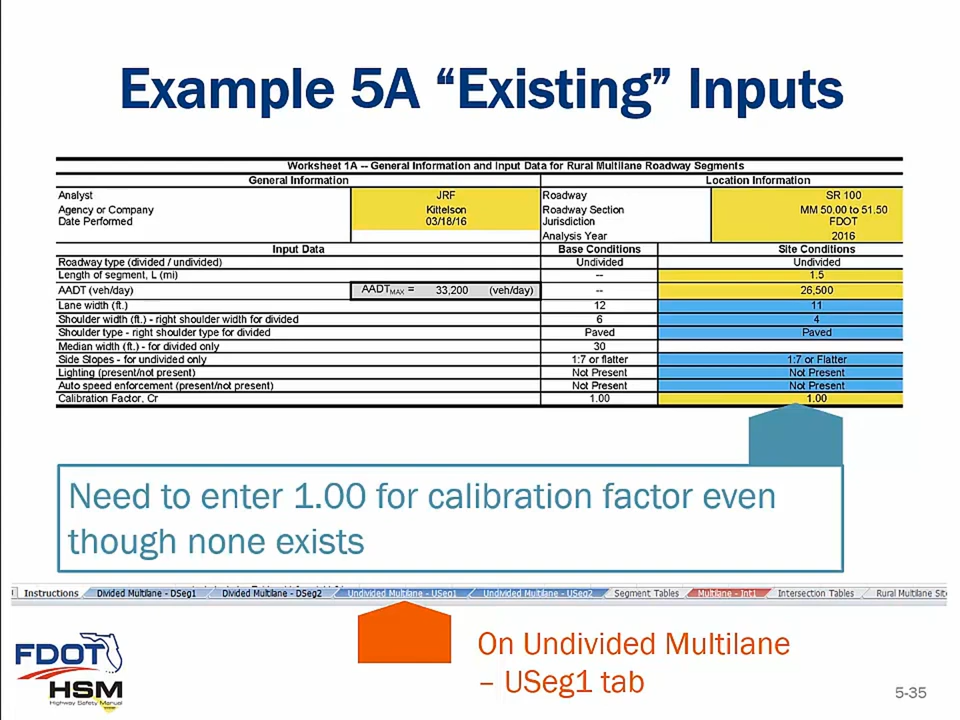 Example 5A “Existing” Inputs
Worksheet 1A -- General Information and Input Data for Rural Multilane Roadway Segments
General Information Location Information
Analyst JRF Roadway SR 100
Agency or Company Kittelson Roadway Section MM 50.00 to 51.50
Date Performed 03/18/16 Jurisdiction FDOT
Analysis Year 2016
Input Data Base Conditions Site Conditions
Roadway type (divided / undivided) Undivided Undivided
Length of segment, L (mi) -- 1.5
AADT (veh/day) AADTMAX = 33,200 (veh/day) -- 26,500
Lane width (ft.) 12 11
Shoulder width (ft.) - right shoulder width for divided 6 4
Shoulder type - right shoulder type for divided Paved Paved
Median width (ft.) - for divided only 30
Side Slopes - for undivided only 1:7 or flatter 1:7 or Flatter
Lighting (present/not present) Not Present Not Present
Auto speed enforcement (present/not present) Not Present Not Present
Calibration Factor, Cr 1.00 1.00
Need to enter 1.00 for calibration factor even
though none exists
Instructions Divided Multilane - DSeg1 Divided Multilane - DSeg2 Undivided Multilane - USeg1 Undivided Multilane - USeg2 Segment Tables Multilane - Int1 Intersection Tables Rural Multilane Sit
On Undivided Multilane
– USeg1 tab
FDOT
HSM
Highway Safety Manual
5-35